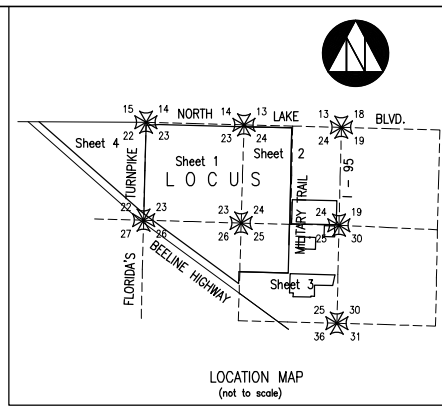 15 14 NORTH 14 13 LAKE 13 18 BLVD.
22 23 23 24 24 19
Sheet 4
TURNPIKE
Sheet 1
Sheet 2
LOCUS
MILITARY TRAIL
I - 95
22 23 23 24 24 19
27 26 26 25 25 30
FLORIDA'S
BEELINE HIGHWAY
Sheet 3
25 30
36 31
LOCATION MAP
(not to scale)